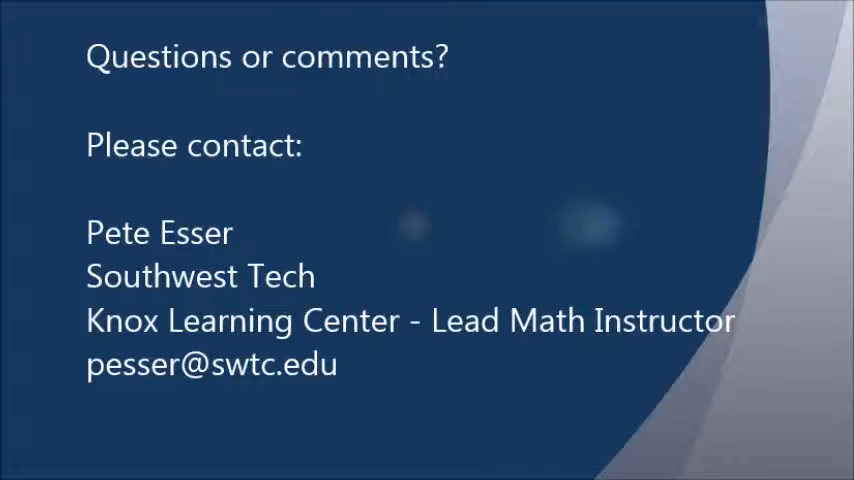 Questions or comments?
Please contact:
Pete Esser
Southwest Tech
Knox Learning Center - Lead Math Instructor
pesser@swtc.edu